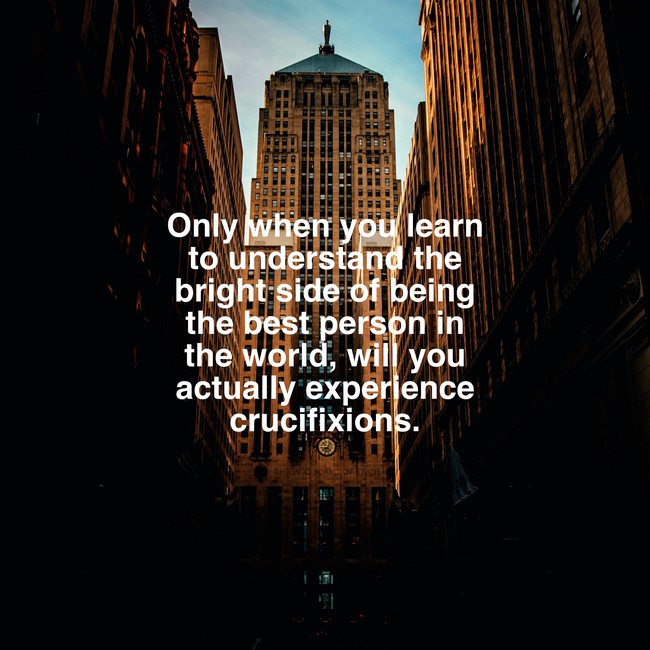 Only when you learn
to understand the
bright side of being
the best person in
the world, will you
actually experience
crucifixions.